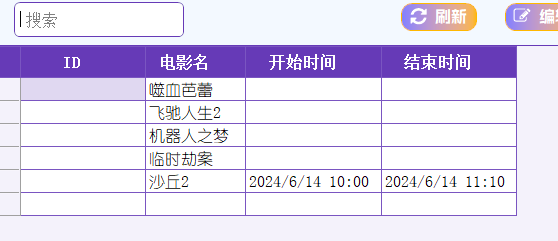 搜索 刷新
ID 电影名 开始时间 结束时间
噬血芭蕾
飞驰人生2
机器人之梦
临时劫案
沙丘2 2024/6/14 10:00 2024/6/14 11:10